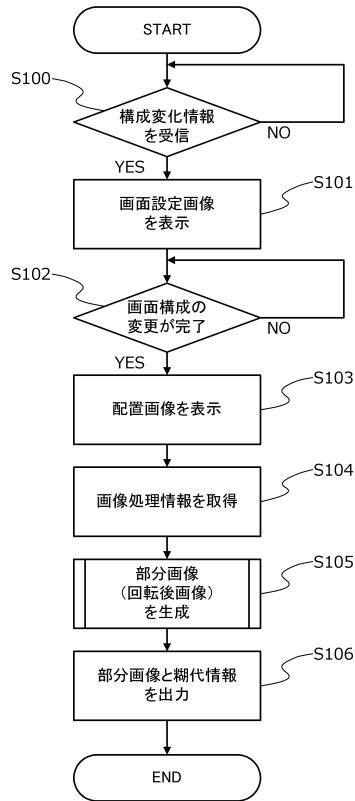 START
S100
構成変化情報
を受信
NO
YES
S101
画面設定画像
を表示
S102
画面構成の
変更が完了
NO
YES
S103
配置画像を表示
S104
画像処理情報を取得
S105
部分画像
（回転後画像）
を生成
S106
部分画像と糊代情報
を出力
END